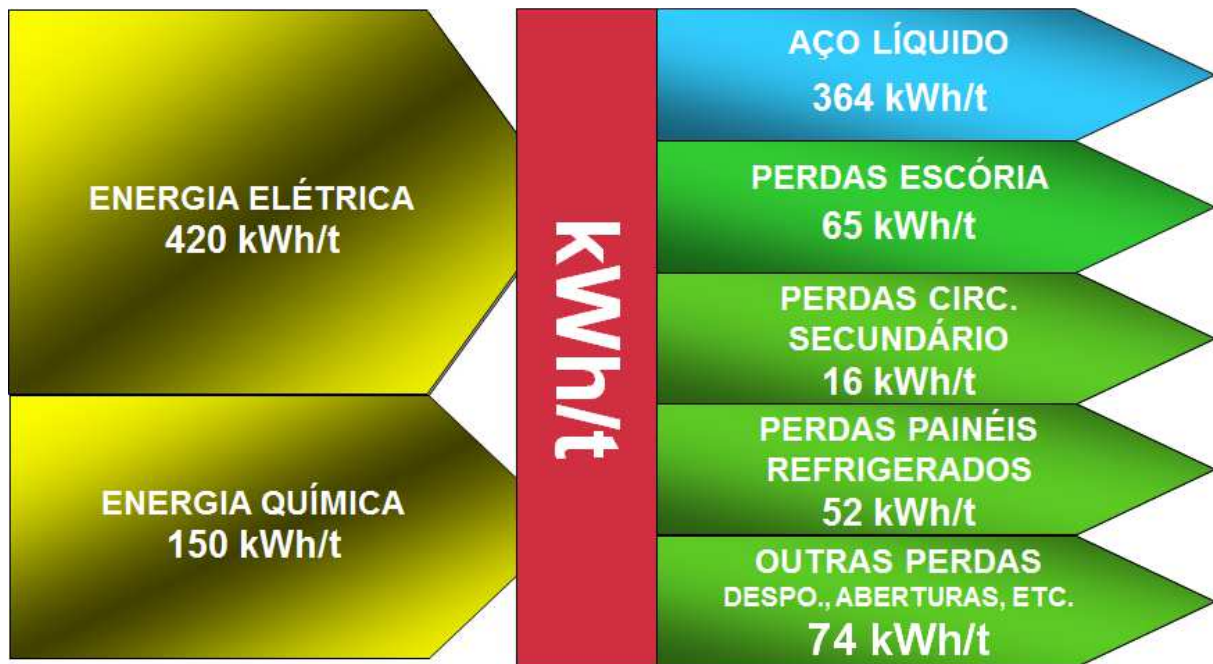 ENERGIA ELÉTRICA
420 kWh/t
ENERGIA QUÍMICA
150 kWh/t
kWh/t
AÇO LÍQUIDO
364 kWh/t
PERDAS ESCÓRIA
65 kWh/t
PERDAS CIRC.
SECUNDÁRIO
16 kWh/t
PERDAS PAINÉIS
REFRIGERADOS
52 kWh/t
OUTRAS PERDAS
DESPO., ABERTURAS, ETC.
74 kWh/t